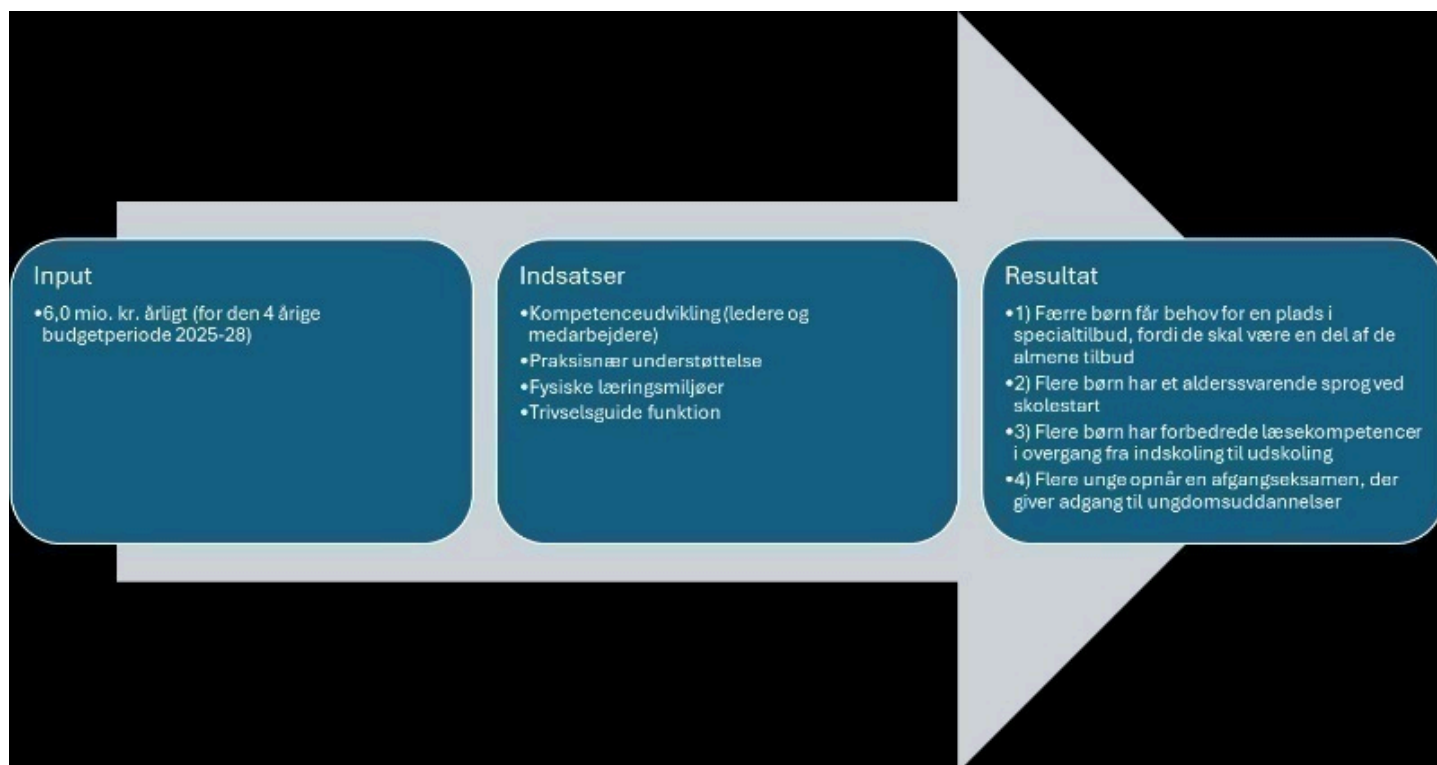 Input
•6,0 mio. kr. årligt (for den 4 årige
budgetperiode 2025-28)
Indsatser
•Kompetenceudvikling (ledere og
medarbejdere)
•Praksisnær understøttelse
•Fysiske læringsmiljøer
•Trivselsguide funktion
Resultat
•1) Færre børn får behov for en plads i
specialtilbud, fordi de skal være en del af de
almene tilbud
•2) Flere børn har et alderssvarende sprog ved
skolestart
•3) Flere børn har forbedrede læsekompetencer
i overgang fra indskoling til udskoling
•4) Flere unge opnår en afgangseksamen, der
giver adgang til ungdomsuddannelser